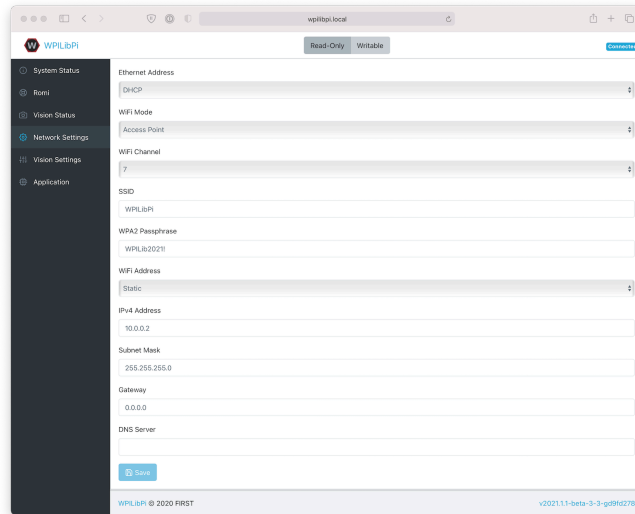 wpilibpi.local
W WPILibPi
Read-Only Writable
Connected
System Status
Romi
Vision Status
Network Settings
Vision Settings
Application
Ethernet Address
DHCP
WiFi Mode
Access Point
WiFi Channel
7
SSID
WPILibPi
WPA2 Passphrase
WPILib2021!
WiFi Address
Static
IPv4 Address
10.0.0.2
Subnet Mask
255.255.255.0
Gateway
0.0.0.0
DNS Server
Save
WPILibPi © 2020 FIRST
v2021.1.1-beta-3-3-gd9fd278